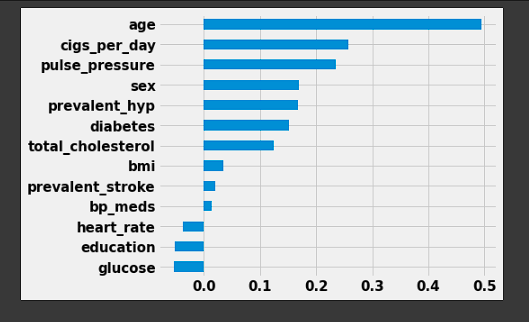 age
cigs_per_day
pulse_pressure
sex
prevalent_hyp
diabetes
total_cholesterol
bmi
prevalent_stroke
bp_meds
heart_rate
education
glucose
0.0 0.1 0.2 0.3 0.4 0.5